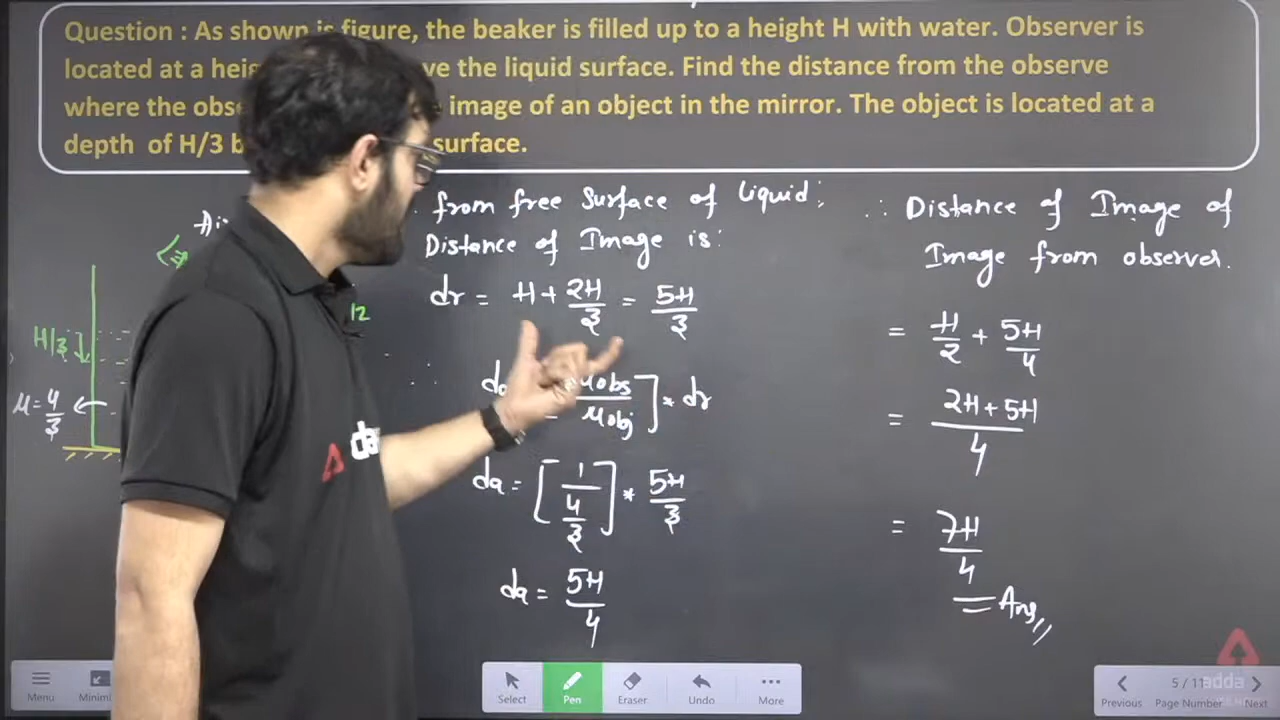 Question : As shown is figure, the beaker is filled up to a height H with water. Observer is
located at a ve the liquid surface. Find the distance from the observe
where the image of an object in the mirror. The object is located at a
depth of H/3 surface.
from free Surface of liquid;
Distance of Image is:
dr = H + 2H/3 = 5H/3
μobs/μobj] * dr
da = [1/(4/3)] * 5H/3
da = 5H/4
∴ Distance of Image of
Image from observer.
= H/2 + 5H/4
= 2H + 5H/4
= 7H/4
Ans,,
H/3
μ = 4/3
Menu
Select
Pen
Eraser
Undo
More
Previous
5 / 11
Page Number
Next
adda